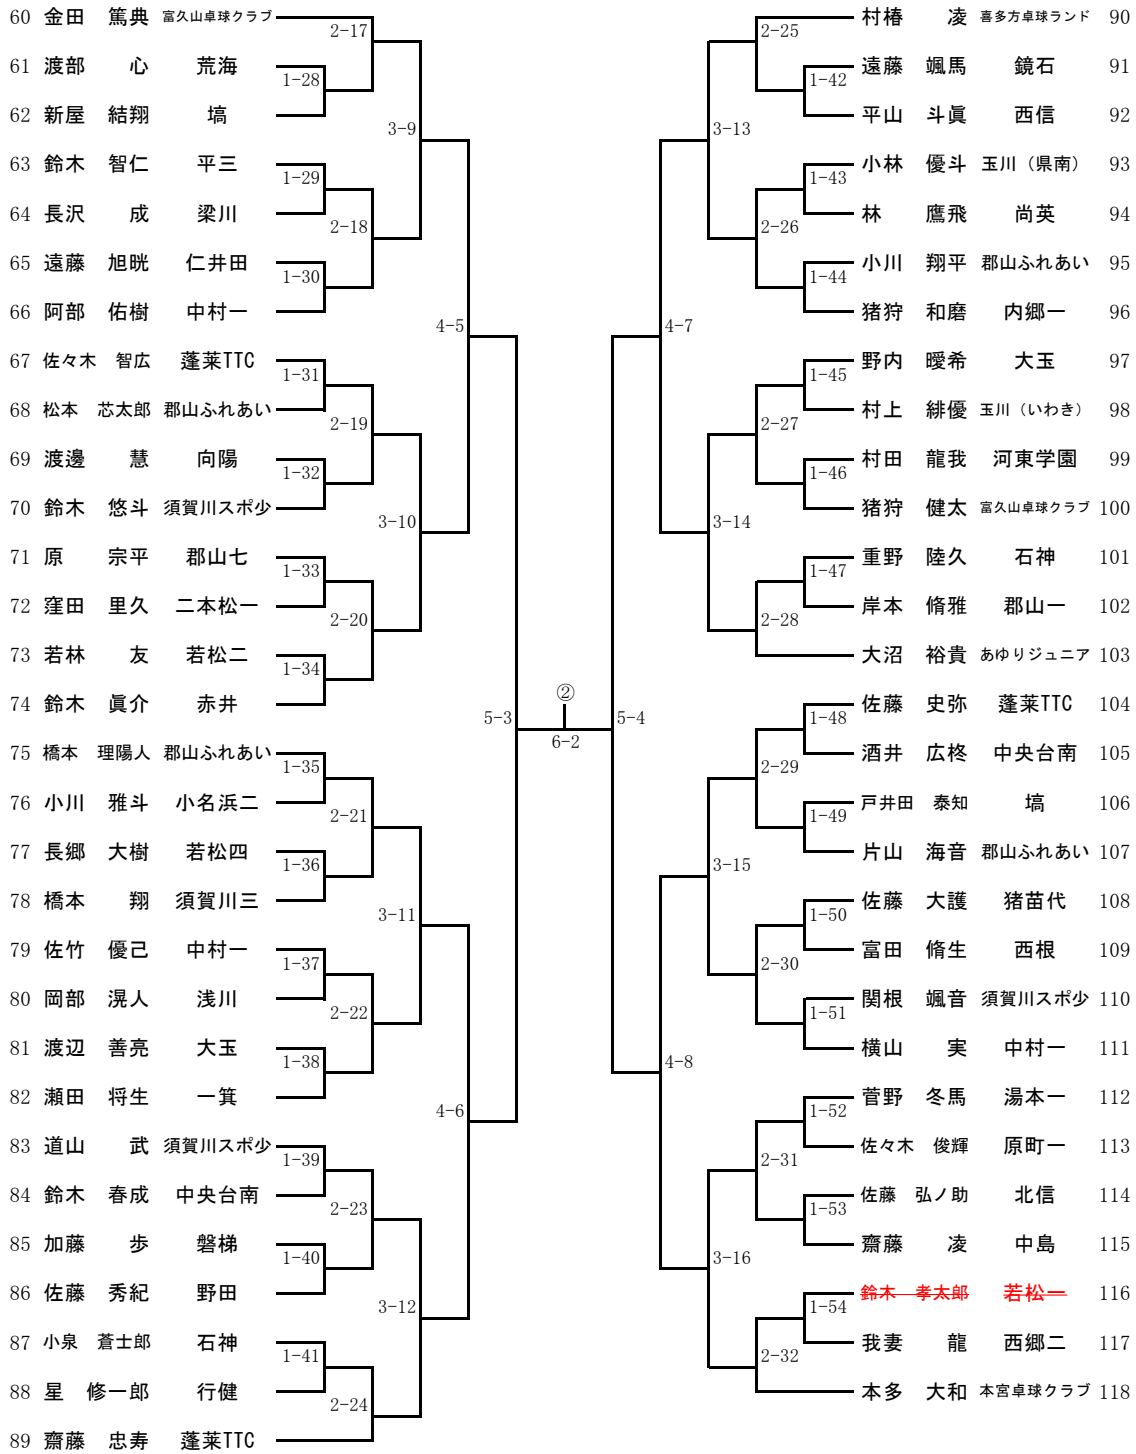 60 金田 篤典 富久山卓球クラブ
61 渡部 心 荒海
62 新屋 結翔 塙
63 鈴木 智仁 平三
64 長沢 成 梁川
65 遠藤 旭晄 仁井田
66 阿部 佑樹 中村一
67 佐々木 智広 蓬莱TTC
68 松本 芯太郎 郡山ふれあい
69 渡邊 慧 向陽
70 鈴木 悠斗 須賀川スポ少
71 原 宗平 郡山七
72 窪田 里久 二本松一
73 若林 友 若松二
74 鈴木 眞介 赤井
75 橋本 理陽人 郡山ふれあい
76 小川 雅斗 小名浜二
77 長郷 大樹 若松四
78 橋本 翔 須賀川三
79 佐竹 優己 中村一
80 岡部 滉人 浅川
81 渡辺 善亮 大玉
82 瀬田 将生 一箕
83 道山 武 須賀川スポ少
84 鈴木 春成 中央台南
85 加藤 歩 磐梯
86 佐藤 秀紀 野田
87 小泉 蒼士郎 石神
88 星 修一郎 行健
89 齋藤 忠寿 蓬莱TTC
1-28
1-29
1-30
1-31
1-32
1-33
1-34
1-35
1-36
1-37
1-38
1-39
1-40
1-41
2-17
2-18
2-19
2-20
2-21
2-22
2-23
2-24
3-9
3-10
3-11
3-12
4-5
4-6
5-3
②
6-2
5-4
4-7
4-8
3-13
3-14
3-15
3-16
2-25
2-26
2-27
2-28
2-29
2-30
2-31
2-32
1-42
1-43
1-44
1-45
1-46
1-47
1-48
1-49
1-50
1-51
1-52
1-53
1-54
村椿 凌 喜多方卓球ランド 90
遠藤 颯馬 鏡石 91
平山 斗眞 西信 92
小林 優斗 玉川（県南） 93
林 鷹飛 尚英 94
小川 翔平 郡山ふれあい 95
猪狩 和磨 内郷一 96
野内 曖希 大玉 97
村上 緋優 玉川（いわき） 98
村田 龍我 河東学園 99
猪狩 健太 富久山卓球クラブ 100
重野 陸久 石神 101
岸本 脩雅 郡山一 102
大沼 裕貴 あゆりジュニア 103
佐藤 史弥 蓬莱TTC 104
酒井 広柊 中央台南 105
戸井田 泰知 塙 106
片山 海音 郡山ふれあい 107
佐藤 大護 猪苗代 108
富田 脩生 西根 109
関根 颯音 須賀川スポ少 110
横山 実 中村一 111
菅野 冬馬 湯本一 112
佐々木 俊輝 原町一 113
佐藤 弘ノ助 北信 114
齋藤 凌 中島 115
鈴木 孝太郎 若松一 116
我妻 龍 西郷二 117
本多 大和 本宮卓球クラブ 118